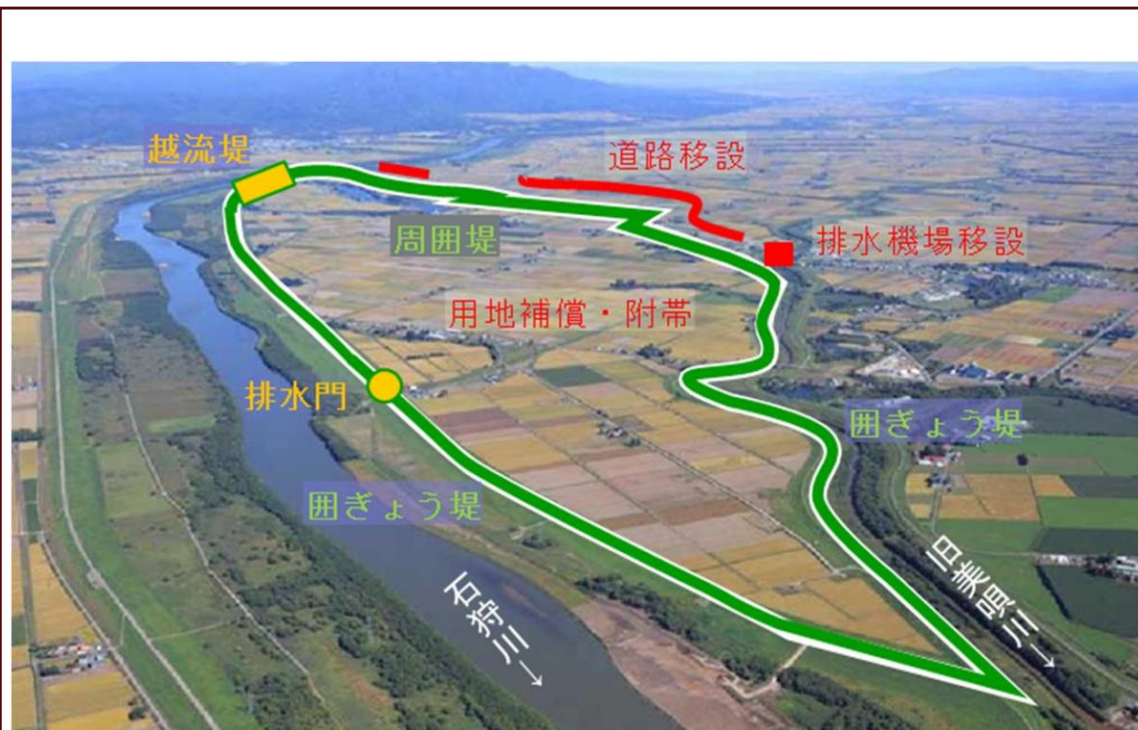 越流堤
道路移設
周囲堤
排水機場移設
用地補償・附帯
排水門
囲ぎょう堤
囲ぎょう堤
石狩川→
旧美唄川→